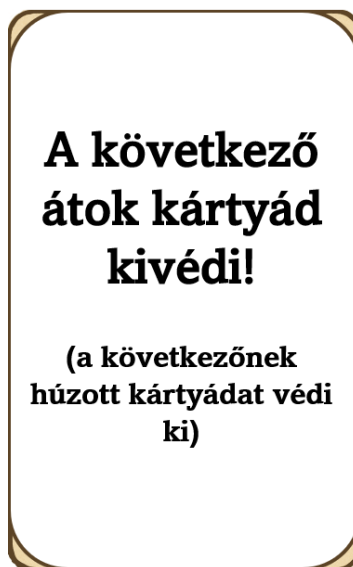 A következő
átok kártyád
kivédi!
(a következőnek
húzott kártyádat védi
ki)